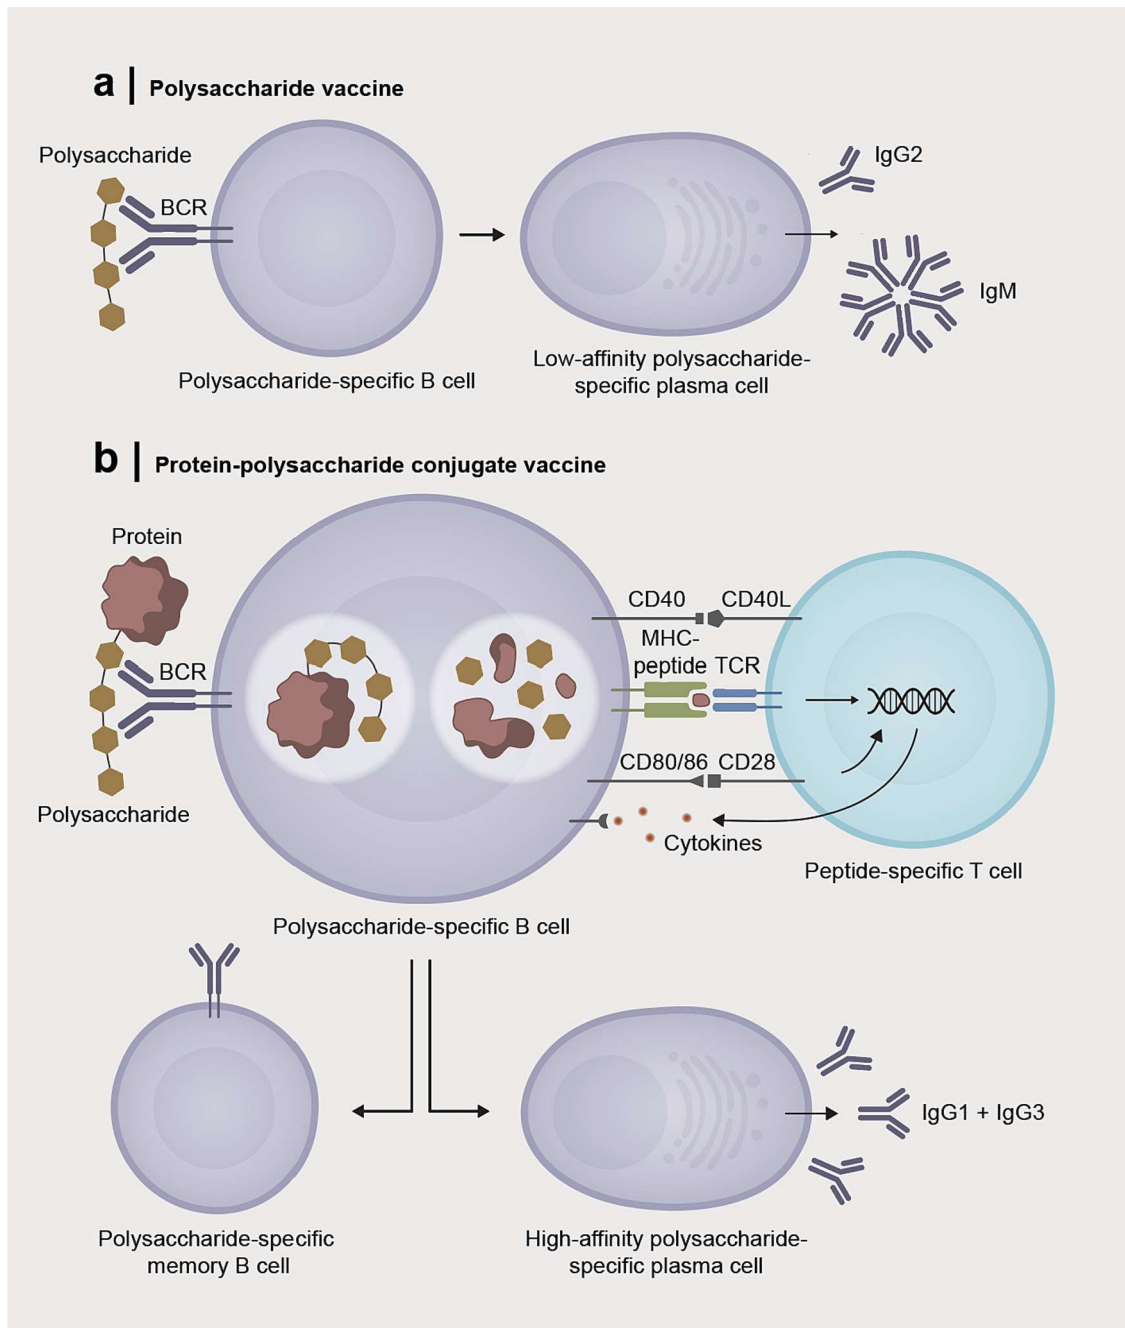 a | Polysaccharide vaccine
Polysaccharide
BCR
IgG2
IgM
Polysaccharide-specific B cell
Low-affinity polysaccharide-
specific plasma cell
b | Protein-polysaccharide conjugate vaccine
Protein
BCR
Polysaccharide
CD40
CD40L
MHC-
peptide
TCR
CD80/86
CD28
Cytokines
Peptide-specific T cell
Polysaccharide-specific B cell
IgG1 + IgG3
Polysaccharide-specific
memory B cell
High-affinity polysaccharide-
specific plasma cell